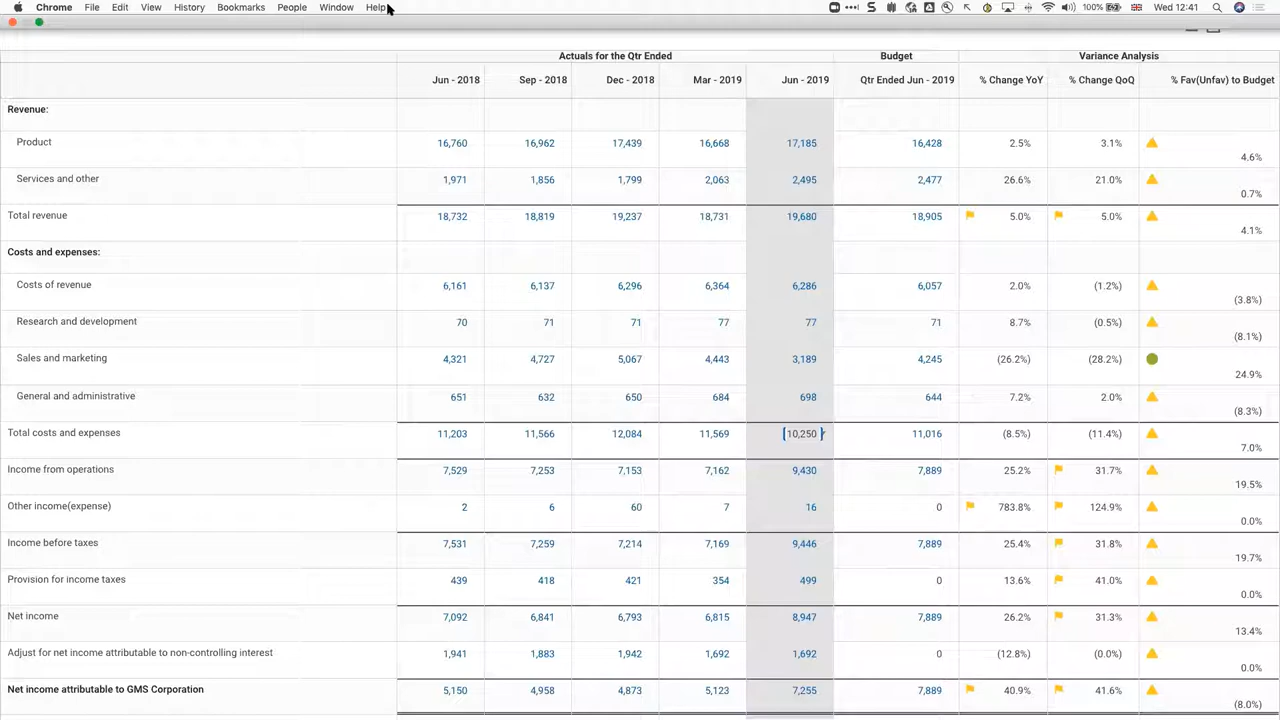 Chrome File Edit View History Bookmarks People Window Help 100% Wed 12:41
Actuals for the Qtr Ended Budget Variance Analysis
Jun - 2018 Sep - 2018 Dec - 2018 Mar - 2019 Jun - 2019 Qtr Ended Jun - 2019 % Change YoY % Change QoQ % Fav(Unfav) to Budget
Revenue:
Product 16,760 16,962 17,439 16,668 17,185 16,428 2.5% 3.1% 4.6%
Services and other 1,971 1,856 1,799 2,063 2,495 2,477 26.6% 21.0% 0.7%
Total revenue 18,732 18,819 19,237 18,731 19,680 18,905 5.0% 5.0% 4.1%
Costs and expenses:
Costs of revenue 6,161 6,137 6,296 6,364 6,286 6,057 2.0% (1.2%) (3.8%)
Research and development 70 71 71 77 77 71 8.7% (0.5%) (8.1%)
Sales and marketing 4,321 4,727 5,067 4,443 3,189 4,245 (26.2%) (28.2%) 24.9%
General and administrative 651 632 650 684 698 644 7.2% 2.0% (8.3%)
Total costs and expenses 11,203 11,566 12,084 11,569 10,250 11,016 (8.5%) (11.4%) 7.0%
Income from operations 7,529 7,253 7,153 7,162 9,430 7,889 25.2% 31.7% 19.5%
Other income(expense) 2 6 60 7 16 0 783.8% 124.9% 0.0%
Income before taxes 7,531 7,259 7,214 7,169 9,446 7,889 25.4% 31.8% 19.7%
Provision for income taxes 439 418 421 354 499 0 13.6% 41.0% 0.0%
Net income 7,092 6,841 6,793 6,815 8,947 7,889 26.2% 31.3% 13.4%
Adjust for net income attributable to non-controlling interest 1,941 1,883 1,942 1,692 1,692 0 (12.8%) (0.0%) 0.0%
Net income attributable to GMS Corporation 5,150 4,958 4,873 5,123 7,255 7,889 40.9% 41.6% (8.0%)